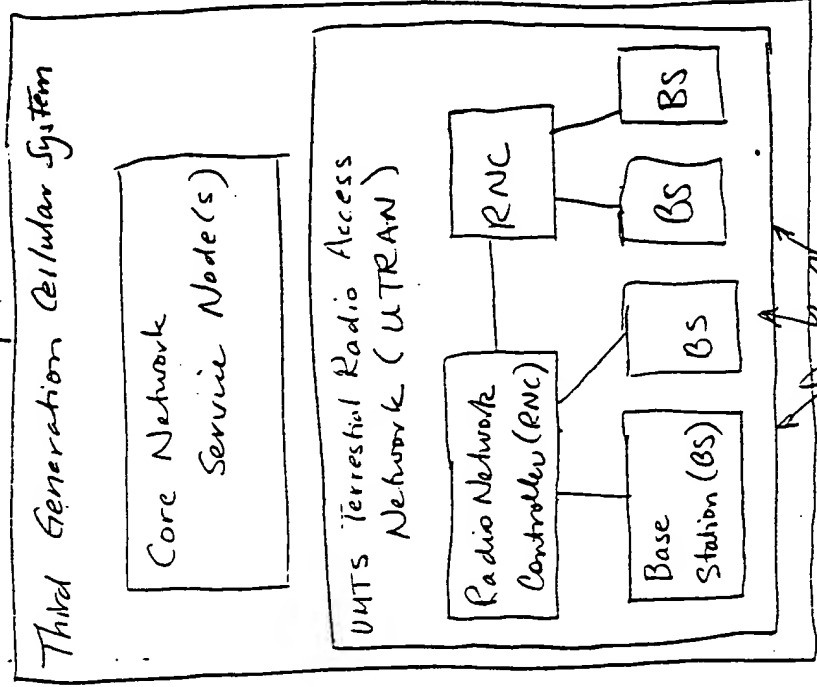 Third Generation Cellular System
Core Network
Service Node(s)
UMTS Terrestial Radio Access
Network (UTRAN)
Radio Network
Controller (RNC)
RNC
Base
Station (BS)
BS
BS
BS